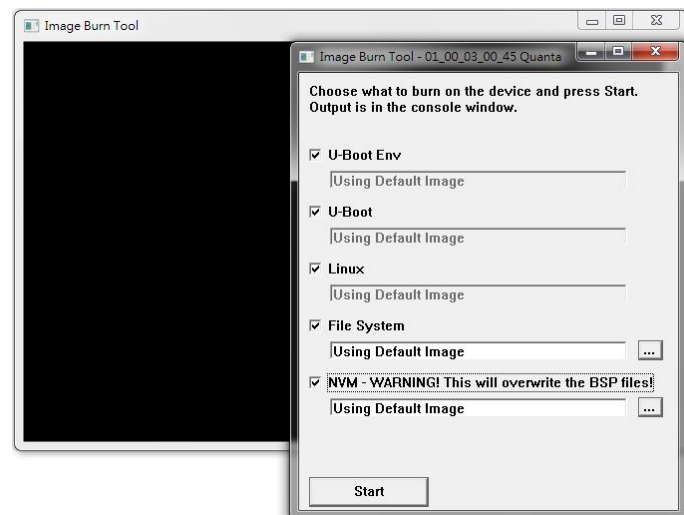 Image Burn Tool
Image Burn Tool - 01_00_03_00_45 Quanta
Choose what to burn on the device and press Start.
Output is in the console window.
U-Boot Env
Using Default Image
U-Boot
Using Default Image
Linux
Using Default Image
File System
Using Default Image
...
NVM - WARNING! This will overwrite the BSP files!
Using Default Image
...
Start